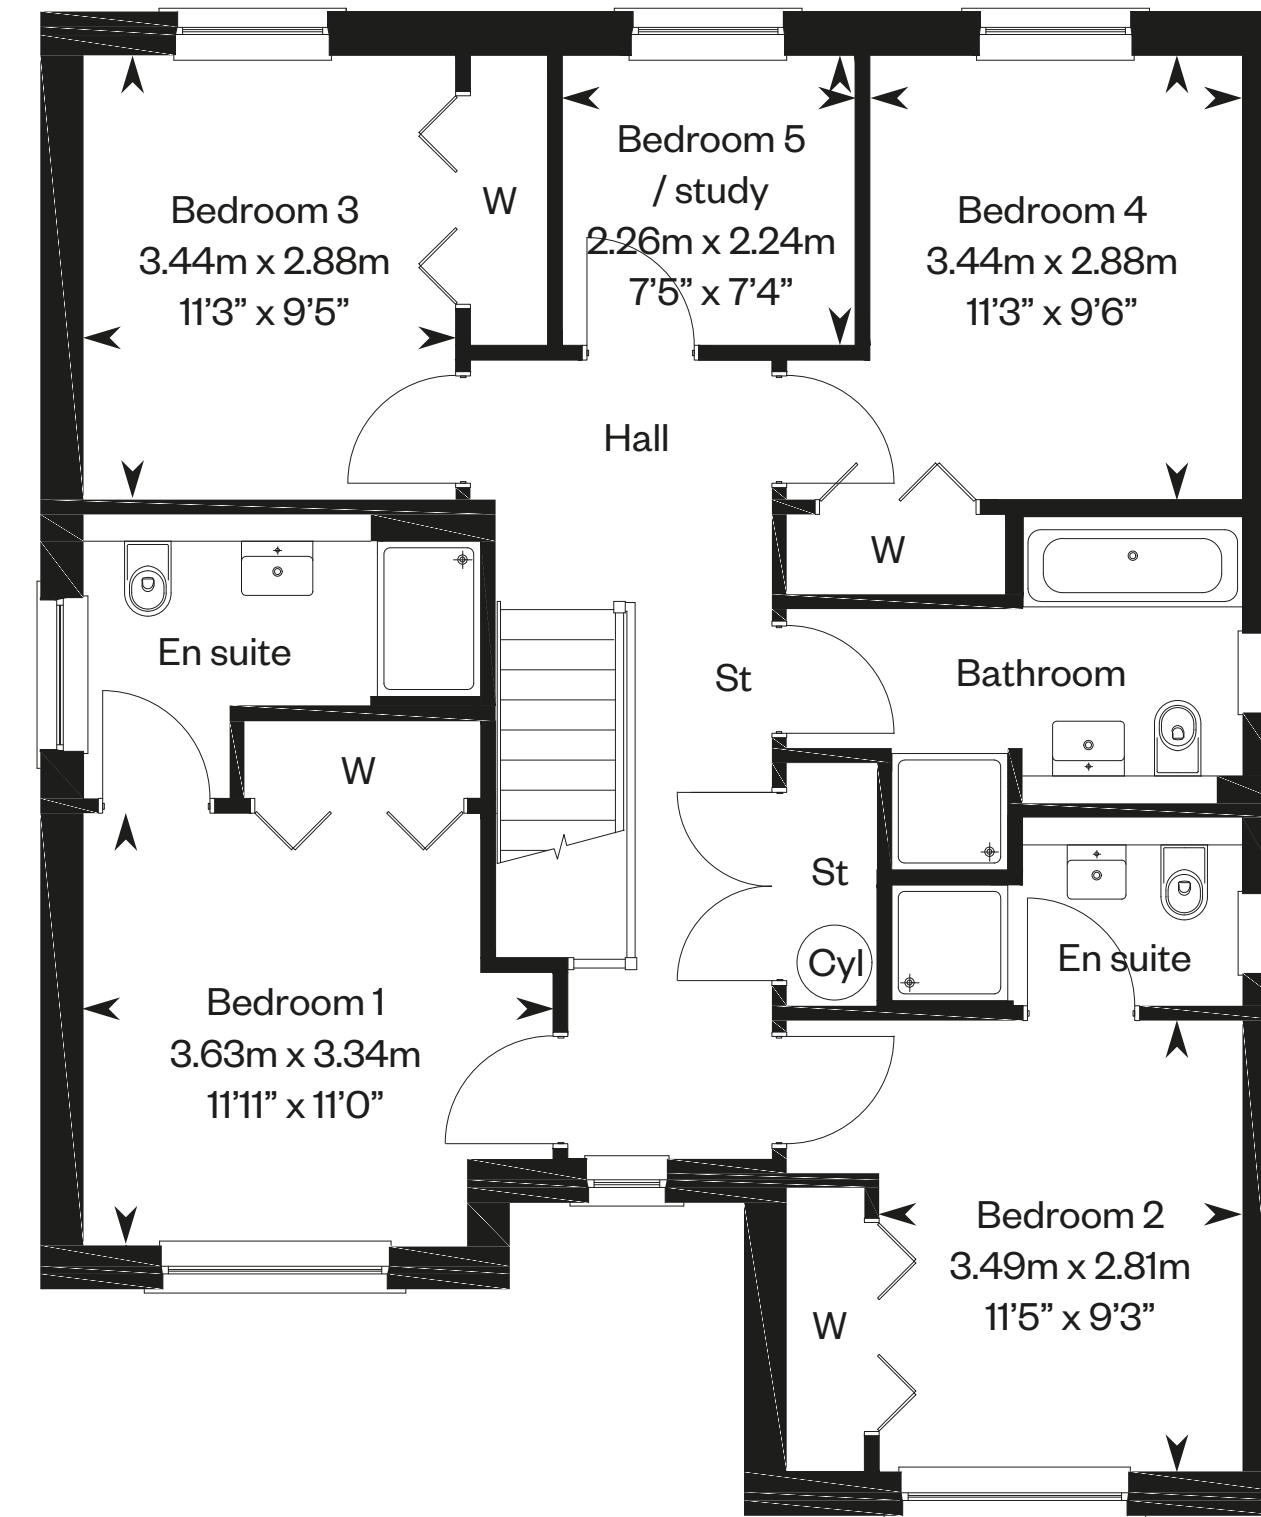 Bedroom 3
3.44m x 2.88m
11’3” x 9’5”
W
Bedroom 5
/ study
2.26m x 2.24m
7’5” x 7’4”
Bedroom 4
3.44m x 2.88m
11’3” x 9’6”
Hall
W
En suite
St
Bathroom
W
St
Cyl
En suite
Bedroom 1
3.63m x 3.34m
11’11” x 11’0”
Bedroom 2
3.49m x 2.81m
11’5” x 9’3”
W